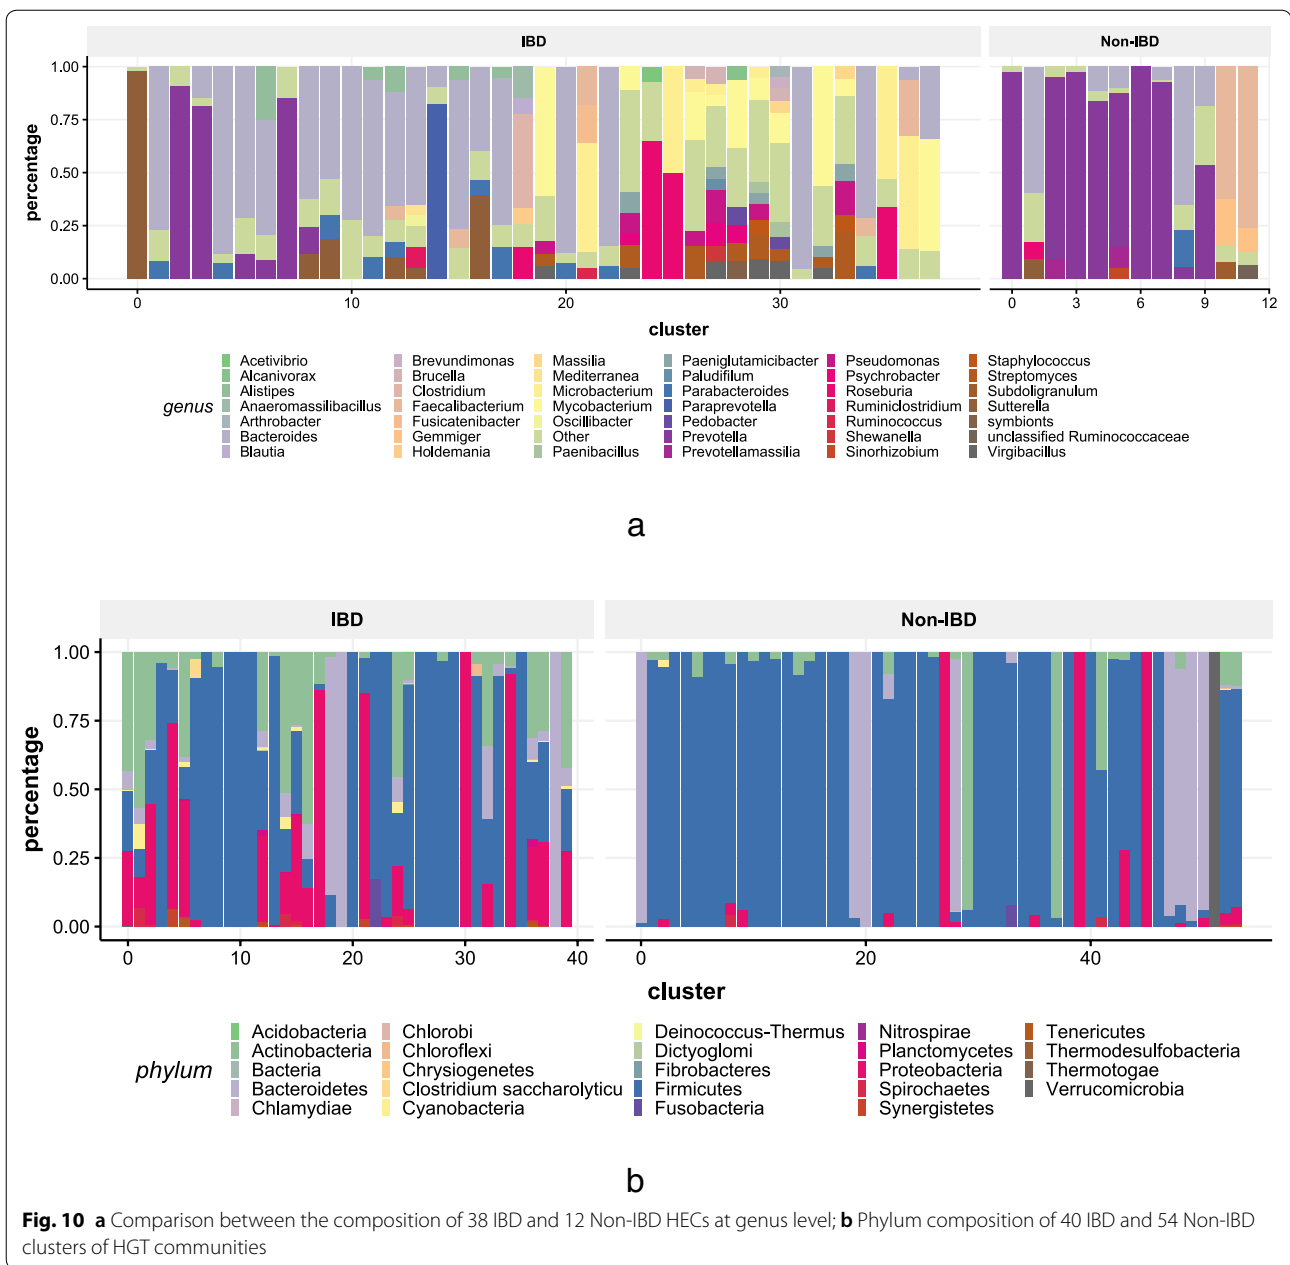 IBD Non-IBD
1.00
0.75
0.50
0.25
0.00
percentage
0 10 20 30 0 3 6 9 12
cluster
genus
Acetivibrio Brevundimonas Massilia Paeniglutamicibacter Pseudomonas Staphylococcus
Alcanivorax Brucella Mediterranea Paludifilum Psychrobacter Streptomyces
Alistipes Clostridium Microbacterium Parabacteroides Roseburia Subdoligranulum
Anaeromassilibacillus Faecalibacterium Mycobacterium Paraprevotella Ruminiclostridium Sutterella
Arthrobacter Fusicatenibacter Oscillibacter Pedobacter Ruminococcus symbionts
Bacteroides Gemmiger Other Prevotella Shewanella unclassified Ruminococcaceae
Blautia Holdemania Paenibacillus Prevotellamassilia Sinorhizobium Virgibacillus
a
IBD Non-IBD
1.00
0.75
0.50
0.25
0.00
percentage
0 10 20 30 40 0 20 40
cluster
phylum
Acidobacteria Chlorobi Deinococcus-Thermus Nitrospirae Tenericutes
Actinobacteria Chloroflexi Dictyoglomi Planctomycetes Thermodesulfobacteria
Bacteria Chrysiogenetes Fibrobacteres Proteobacteria Thermotogae
Bacteroidetes Clostridium saccharolyticu Firmicutes Spirochaetes Verrucomicrobia
Chlamydiae Cyanobacteria Fusobacteria Synergistetes
b
Fig. 10 a Comparison between the composition of 38 IBD and 12 Non-IBD HECs at genus level; b Phylum composition of 40 IBD and 54 Non-IBD
clusters of HGT communities